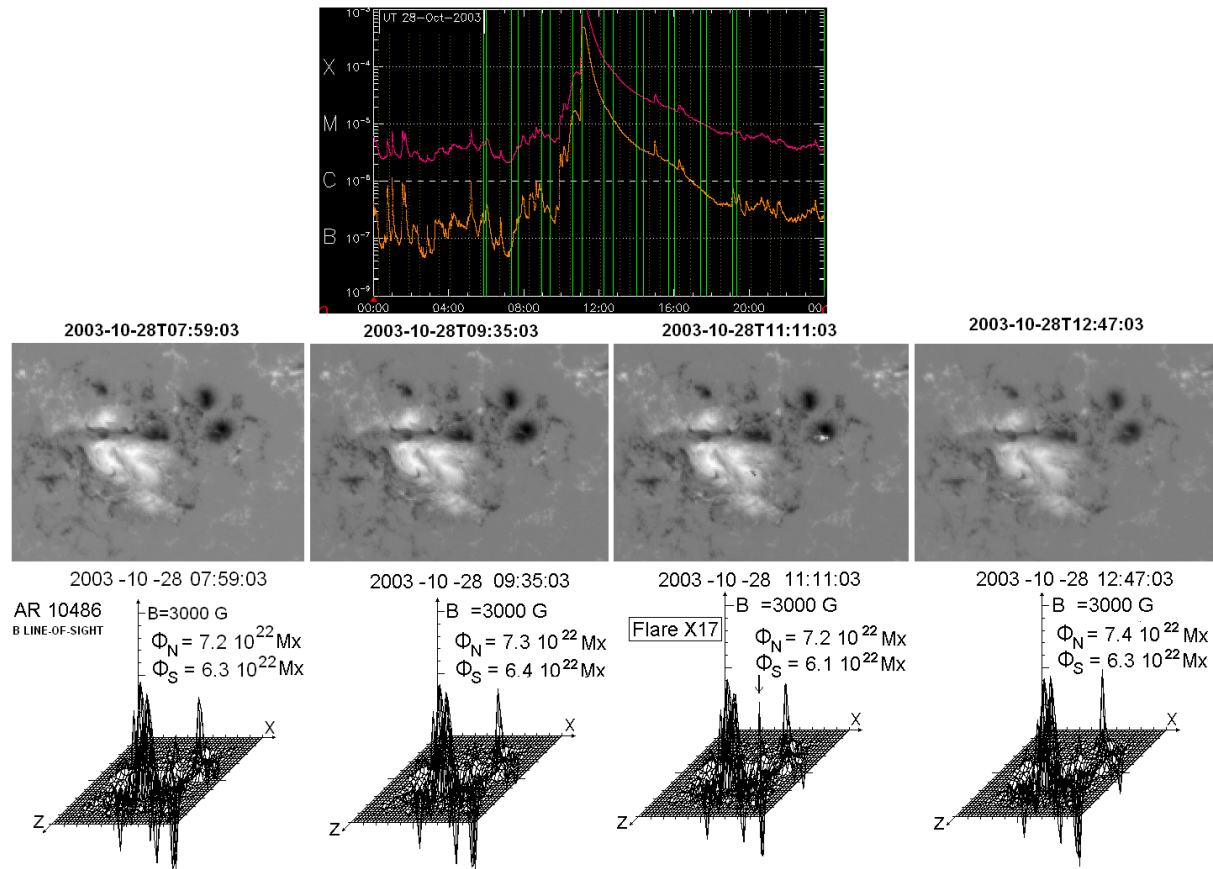 UT 28-Oct-2003
10⁻³
X 10⁻⁴
M 10⁻⁵
C 10⁻⁶
B 10⁻⁷
10⁻⁹
00:00 04:00 08:00 12:00 16:00 20:00 00
2003-10-28T07:59:03 2003-10-28T09:35:03 2003-10-28T11:11:03 2003-10-28T12:47:03
2003 -10 -28 07:59:03
AR 10486
B LINE-OF-SIGHT
B=3000 G
Φ_N = 7.2 10²² Mx
Φ_S = 6.3 10²² Mx
X
Z
2003 -10 -28 09:35:03
B =3000 G
Φ_N = 7.3 10²² Mx
Φ_S = 6.4 10²² Mx
X
Z
2003 -10 -28 11:11:03
Flare X17
B =3000 G
Φ_N = 7.2 10²² Mx
Φ_S = 6.1 10²² Mx
X
Z
2003 -10 -28 12:47:03
B =3000 G
Φ_N = 7.4 10²² Mx
Φ_S = 6.3 10²² Mx
X
Z